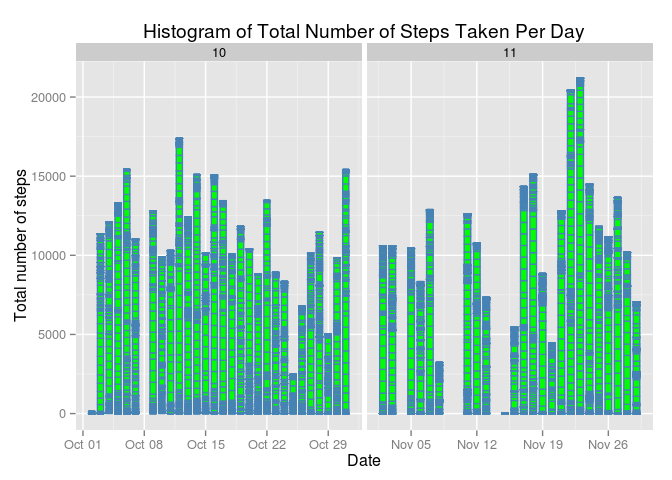 Histogram of Total Number of Steps Taken Per Day
10 11
Total number of steps
20000
15000
10000
5000
0
Oct 01 Oct 08 Oct 15 Oct 22 Oct 29 Nov 05 Nov 12 Nov 19 Nov 26
Date